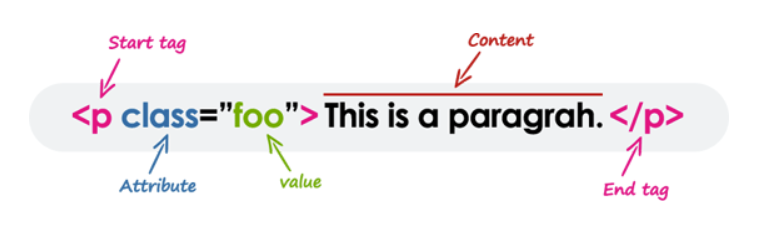 Start tag
Content
<p class=”foo”> This is a paragrah. </p>
Attribute
value
End tag